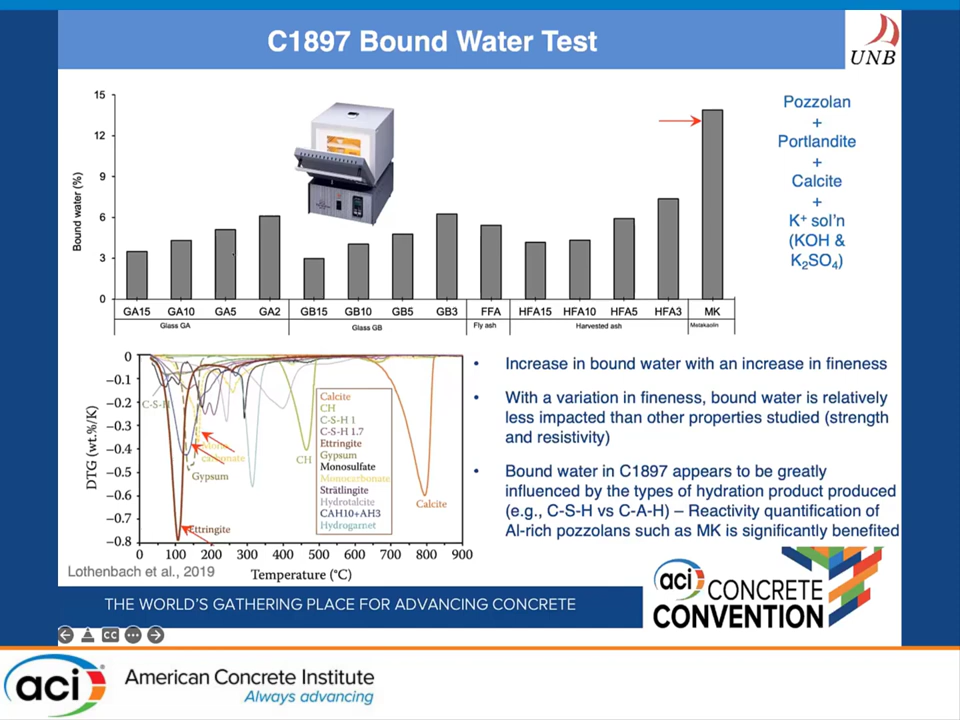 C1897 Bound Water Test
UNB
15
12
9
6
3
0
Bound water (%)
GA15 GA10 GA5 GA2 GB15 GB10 GB5 GB3 FFA HFA15 HFA10 HFA5 HFA3 MK
Glass GA Glass GB Fly ash Harvested ash Metakaolin
Pozzolan
+
Portlandite
+
Calcite
+
K⁺ sol'n
(KOH &
K₂SO₄)
0
−0.1
−0.2
−0.3
−0.4
−0.5
−0.6
−0.7
−0.8
DTG (wt.%/K)
C-S-H
Mono
carbonate
Gypsum
Ettringite
CH
Calcite
Calcite
CH
C-S-H 1
C-S-H 1.7
Ettringite
Gypsum
Monosulfate
Monocarbonate
Strätlingite
Hydrotalcite
CAH10+AH3
Hydrogarnet
0 100 200 300 400 500 600 700 800 900
Temperature (°C)
Lothenbach et al., 2019
• Increase in bound water with an increase in fineness
• With a variation in fineness, bound water is relatively
less impacted than other properties studied (strength
and resistivity)
• Bound water in C1897 appears to be greatly
influenced by the types of hydration product produced
(e.g., C-S-H vs C-A-H) – Reactivity quantification of
Al-rich pozzolans such as MK is significantly benefited
THE WORLD'S GATHERING PLACE FOR ADVANCING CONCRETE
aci CONCRETE
CONVENTION
CC
aci
American Concrete Institute
Always advancing